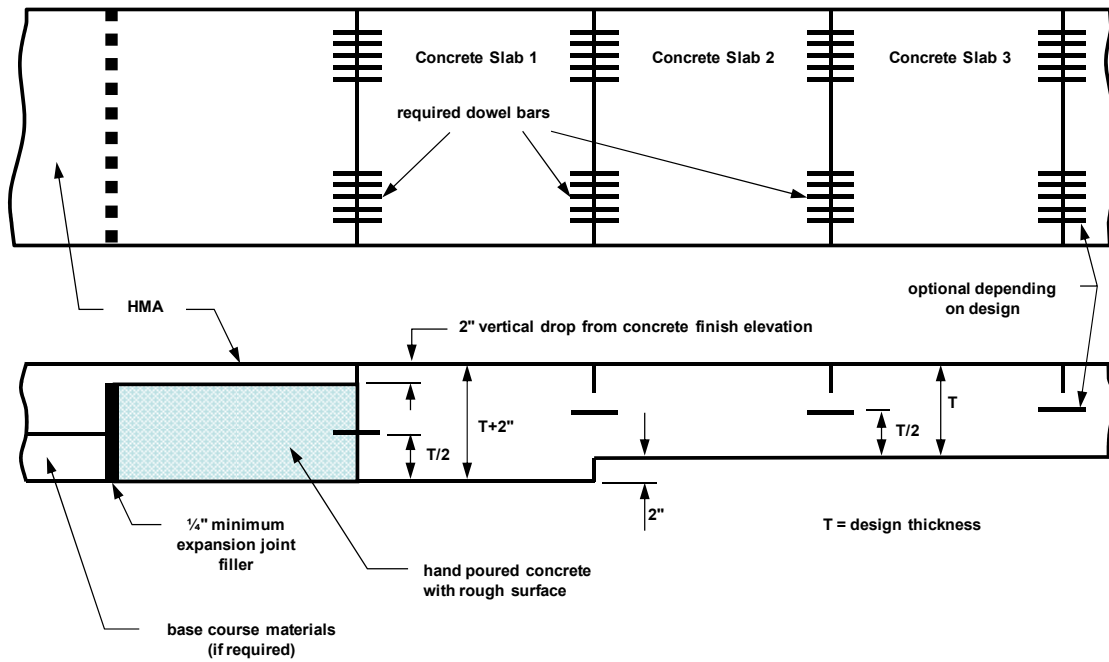 Concrete Slab 1
Concrete Slab 2
Concrete Slab 3
required dowel bars
optional depending
on design
HMA
2" vertical drop from concrete finish elevation
T+2"
T
T/2
T/2
2"
¼" minimum
expansion joint
filler
T = design thickness
hand poured concrete
with rough surface
base course materials
(if required)